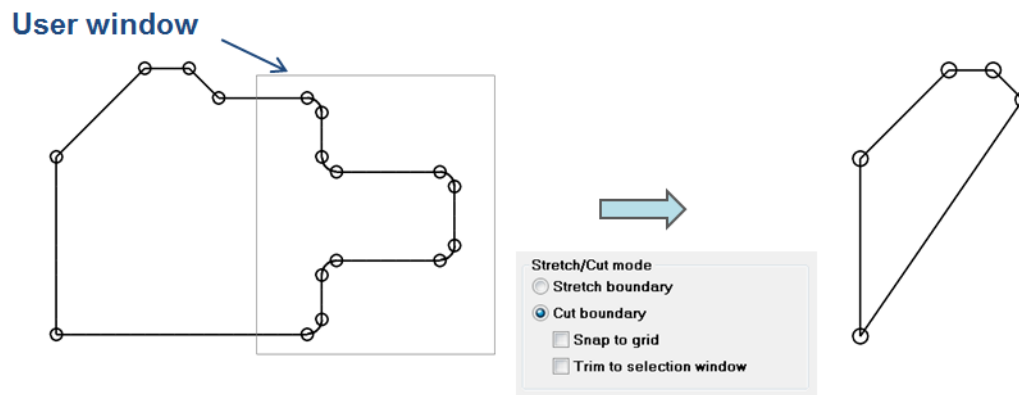 User window
Stretch/Cut mode
Stretch boundary
Cut boundary
Snap to grid
Trim to selection window